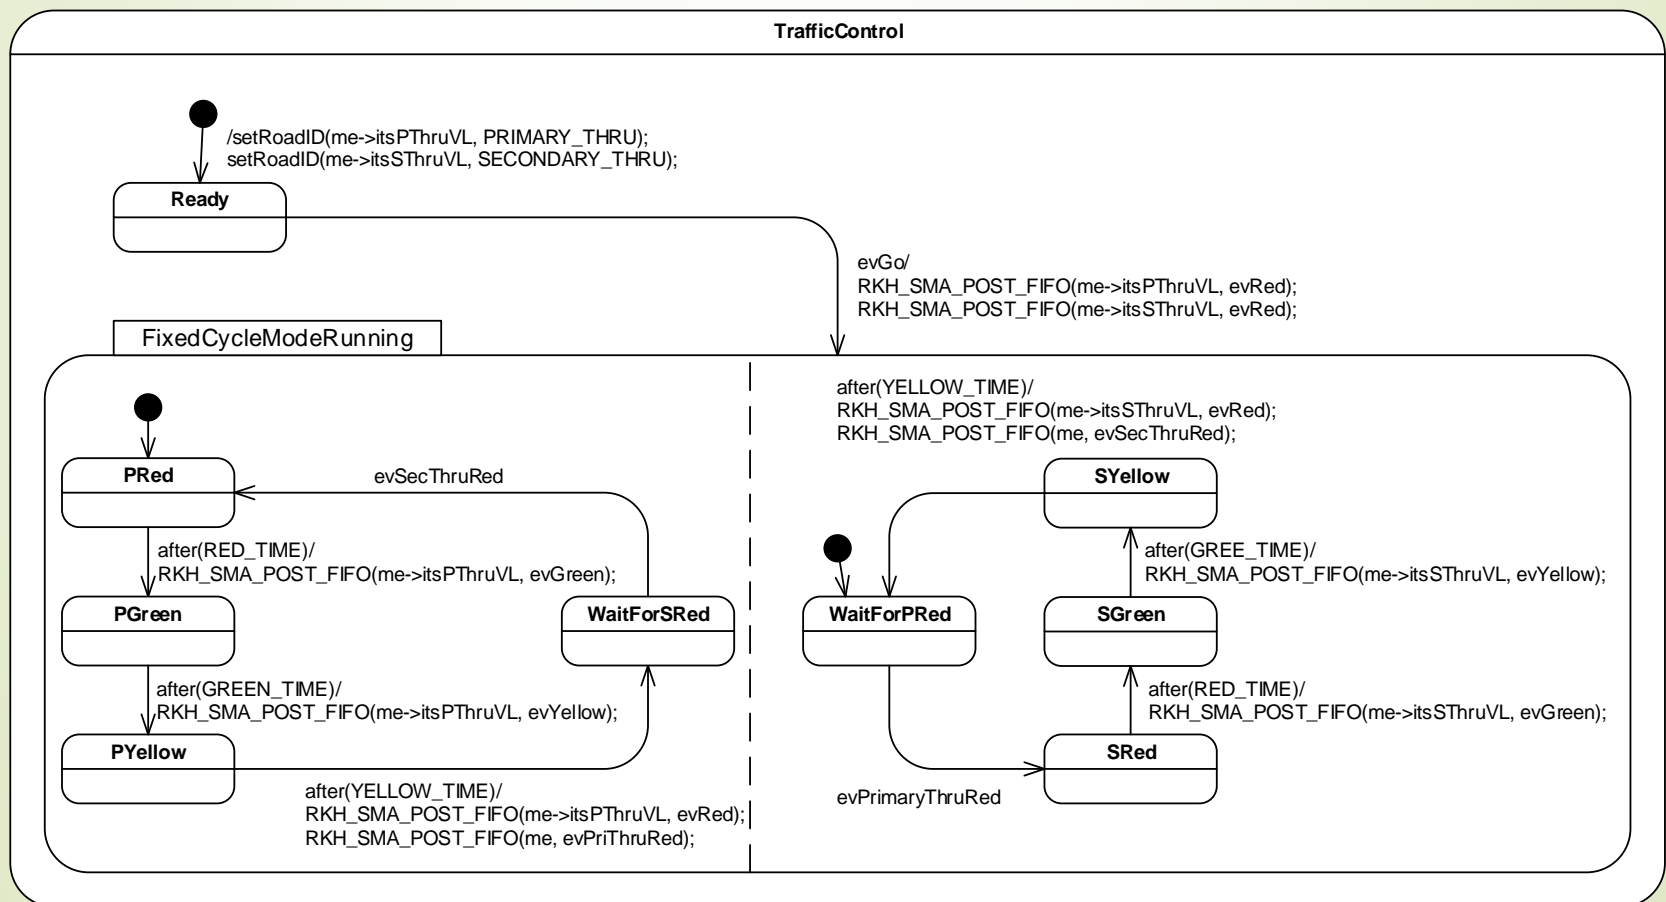 TrafficControl
/setRoadID(me->itsPThruVL, PRIMARY_THRU);
setRoadID(me->itsSThruVL, SECONDARY_THRU);
Ready
evGo/
RKH_SMA_POST_FIFO(me->itsPThruVL, evRed);
RKH_SMA_POST_FIFO(me->itsSThruVL, evRed);
FixedCycleModeRunning
PRed
evSecThruRed
after(RED_TIME)/
RKH_SMA_POST_FIFO(me->itsPThruVL, evGreen);
PGreen
WaitForSRed
after(GREEN_TIME)/
RKH_SMA_POST_FIFO(me->itsPThruVL, evYellow);
PYellow
after(YELLOW_TIME)/
RKH_SMA_POST_FIFO(me->itsPThruVL, evRed);
RKH_SMA_POST_FIFO(me, evPriThruRed);
after(YELLOW_TIME)/
RKH_SMA_POST_FIFO(me->itsSThruVL, evRed);
RKH_SMA_POST_FIFO(me, evSecThruRed);
SYellow
after(GREE_TIME)/
RKH_SMA_POST_FIFO(me->itsSThruVL, evYellow);
WaitForPRed
SGreen
after(RED_TIME)/
RKH_SMA_POST_FIFO(me->itsSThruVL, evGreen);
SRed
evPrimaryThruRed